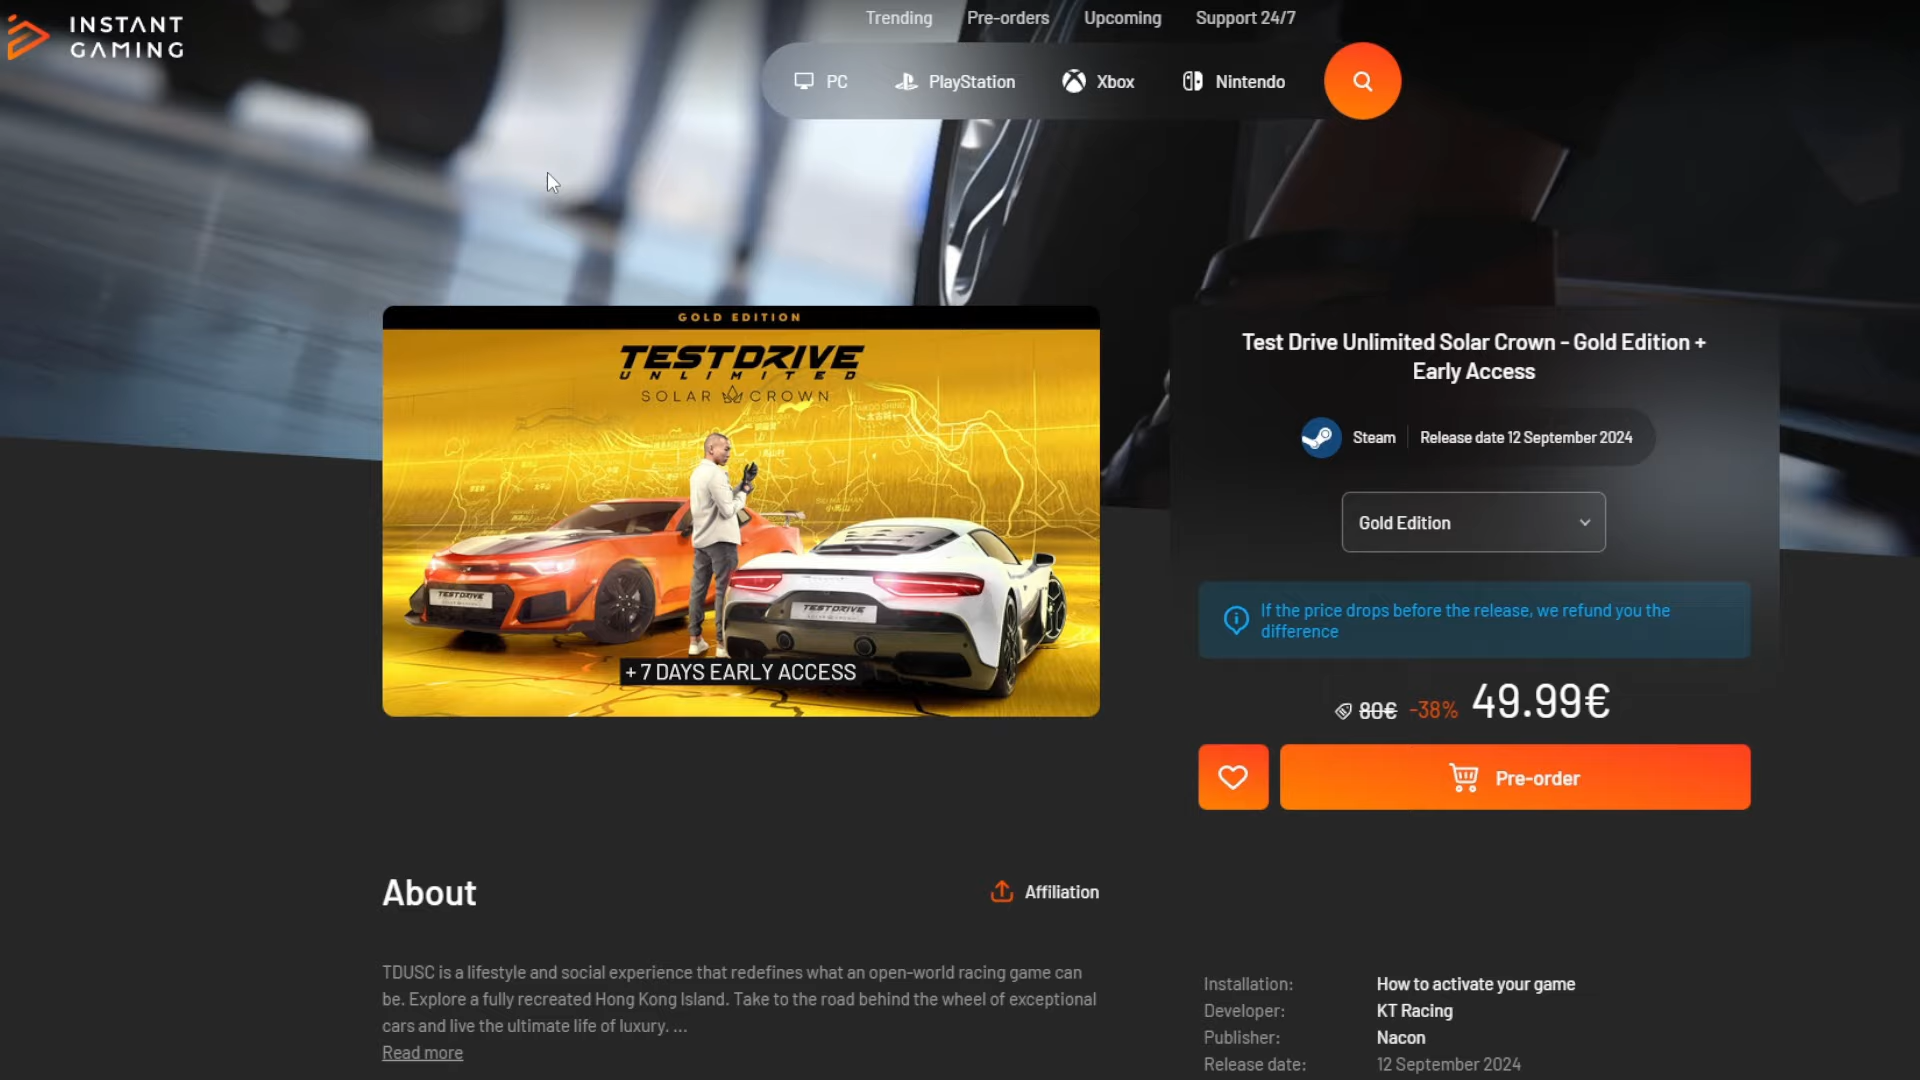 INSTANT
GAMING
Trending
Pre-orders
Upcoming
Support 24/7
PC
PlayStation
Xbox
Nintendo
GOLD EDITION
TEST DRIVE
UNLIMITED
SOLAR CROWN
TESTDRIVE
TESTDRIVE
+ 7 DAYS EARLY ACCESS
Test Drive Unlimited Solar Crown - Gold Edition +
Early Access
Steam
Release date 12 September 2024
Gold Edition
If the price drops before the release, we refund you the
difference
80€ -38% 49.99€
Pre-order
About
Affiliation
TDUSC is a lifestyle and social experience that redefines what an open-world racing game can
be. Explore a fully recreated Hong Kong Island. Take to the road behind the wheel of exceptional
cars and live the ultimate life of luxury. ...
Read more
Installation: How to activate your game
Developer: KT Racing
Publisher: Nacon
Release date: 12 September 2024